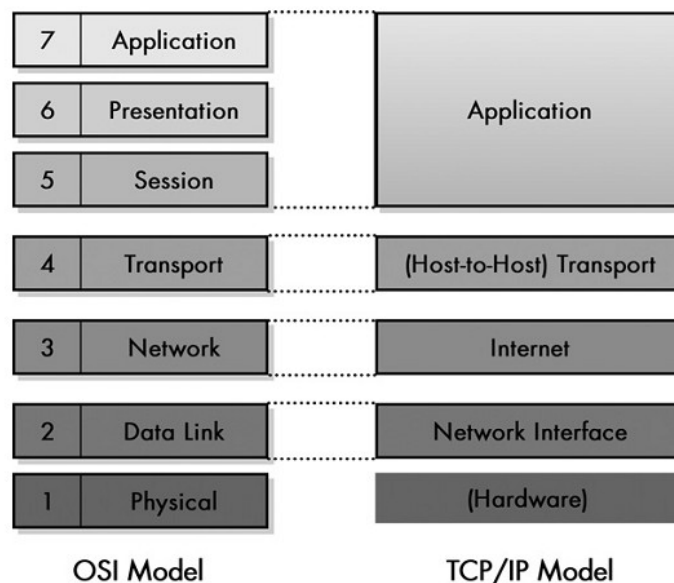 7 Application
6 Presentation
5 Session
Application
4 Transport
(Host-to-Host) Transport
3 Network
Internet
2 Data Link
Network Interface
1 Physical
(Hardware)
OSI Model
TCP/IP Model